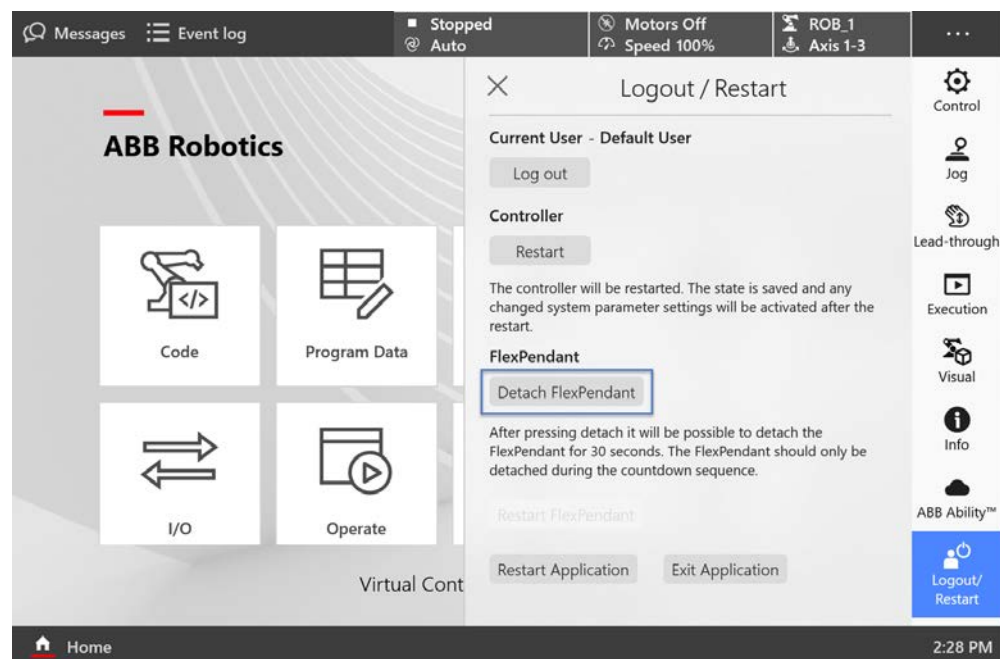 Messages
Event log
Stopped
Auto
Motors Off
Speed 100%
ROB_1
Axis 1-3
...
ABB Robotics
Code
Program Data
I/O
Operate
Virtual Cont
Logout / Restart
Current User - Default User
Log out
Controller
Restart
The controller will be restarted. The state is saved and any
changed system parameter settings will be activated after the
restart.
FlexPendant
Detach FlexPendant
After pressing detach it will be possible to detach the
FlexPendant for 30 seconds. The FlexPendant should only be
detached during the countdown sequence.
Restart FlexPendant
Restart Application
Exit Application
Control
Jog
Lead-through
Execution
Visual
Info
ABB Ability™
Logout/
Restart
Home
2:28 PM